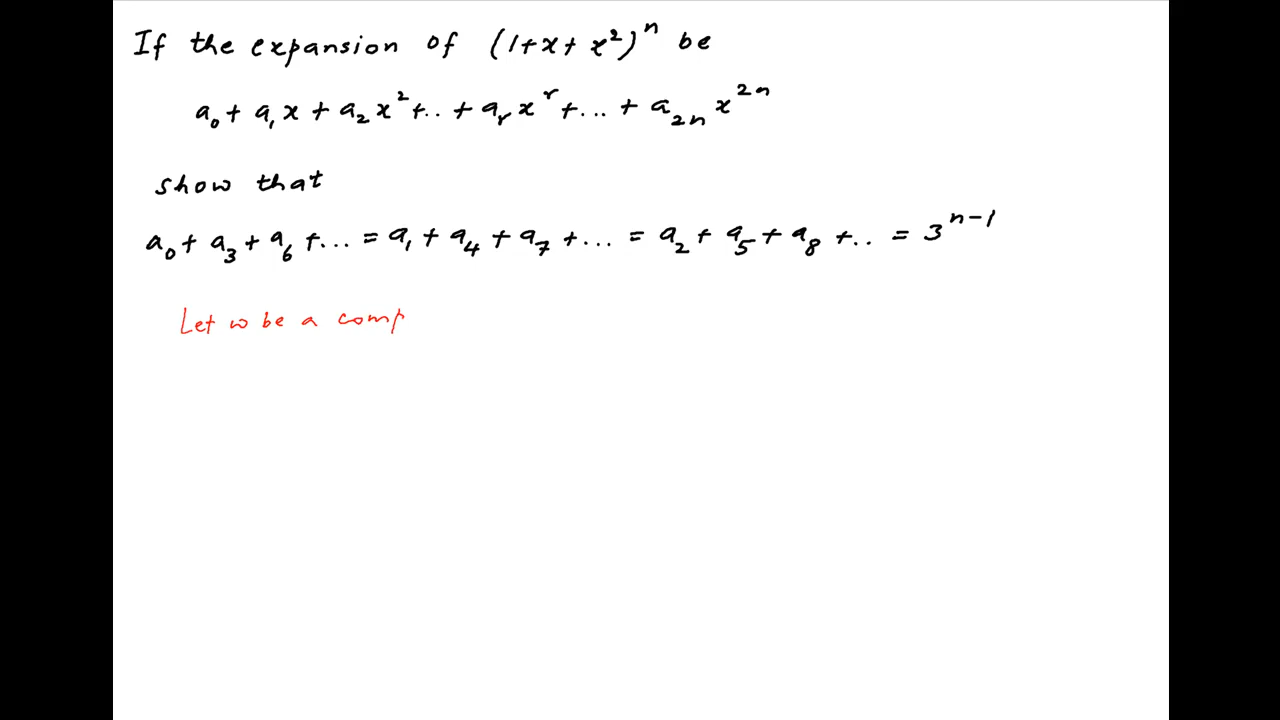 If the expansion of (1+x+x²)ⁿ be
a₀ + a₁x + a₂x² + .. + aᵣxʳ + ... + a₂ₙx²ⁿ
show that
a₀ + a₃ + a₆ + ... = a₁ + a₄ + a₇ + ... = a₂ + a₅ + a₈ + .. = 3ⁿ⁻¹
Let ω be a comp